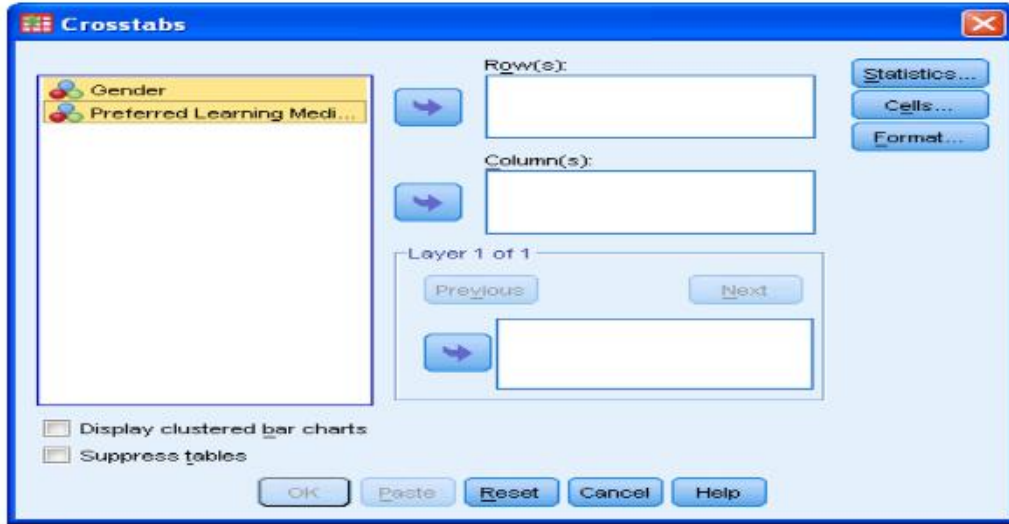 Crosstabs
Gender
Preferred Learning Medi...
Row(s):
Column(s):
Layer 1 of 1
Previous
Next
Statistics...
Cells...
Format...
Display clustered bar charts
Suppress tables
OK
Paste
Reset
Cancel
Help